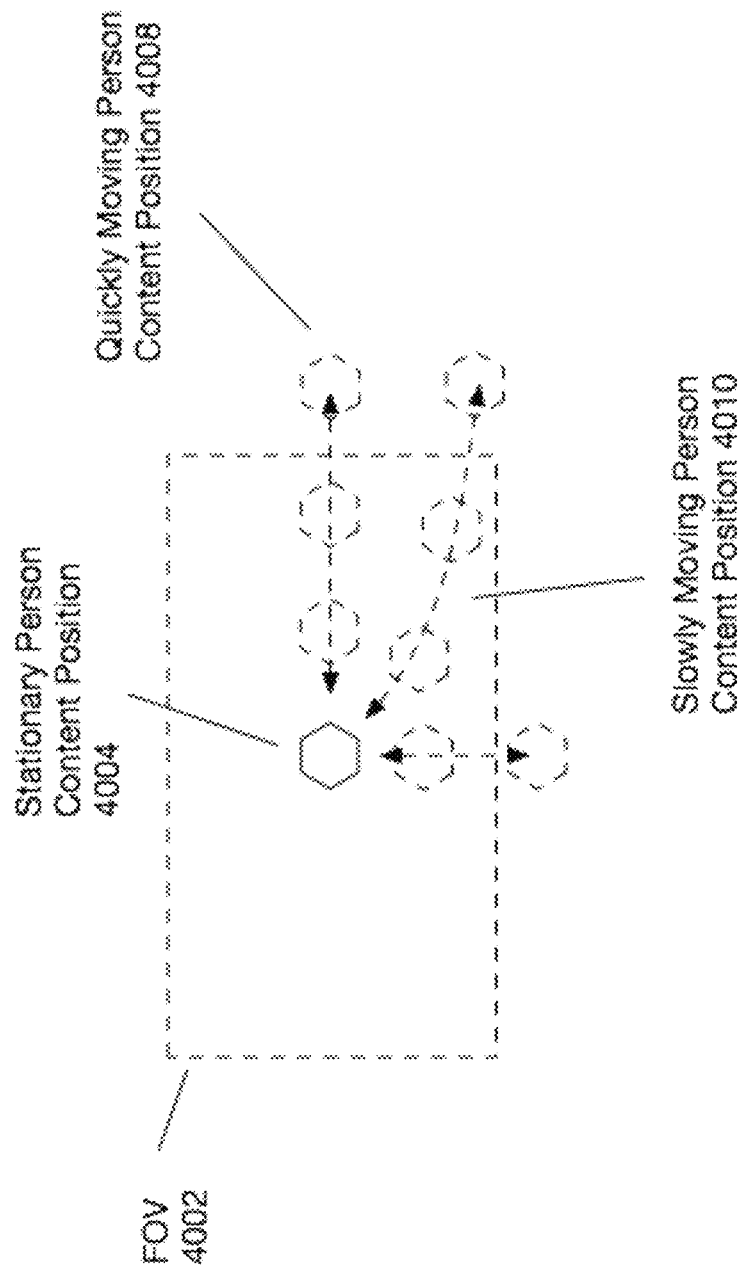 FOV
4002
Stationary Person
Content Position
4004
Quickly Moving Person
Content Position 4008
Slowly Moving Person
Content Position 4010